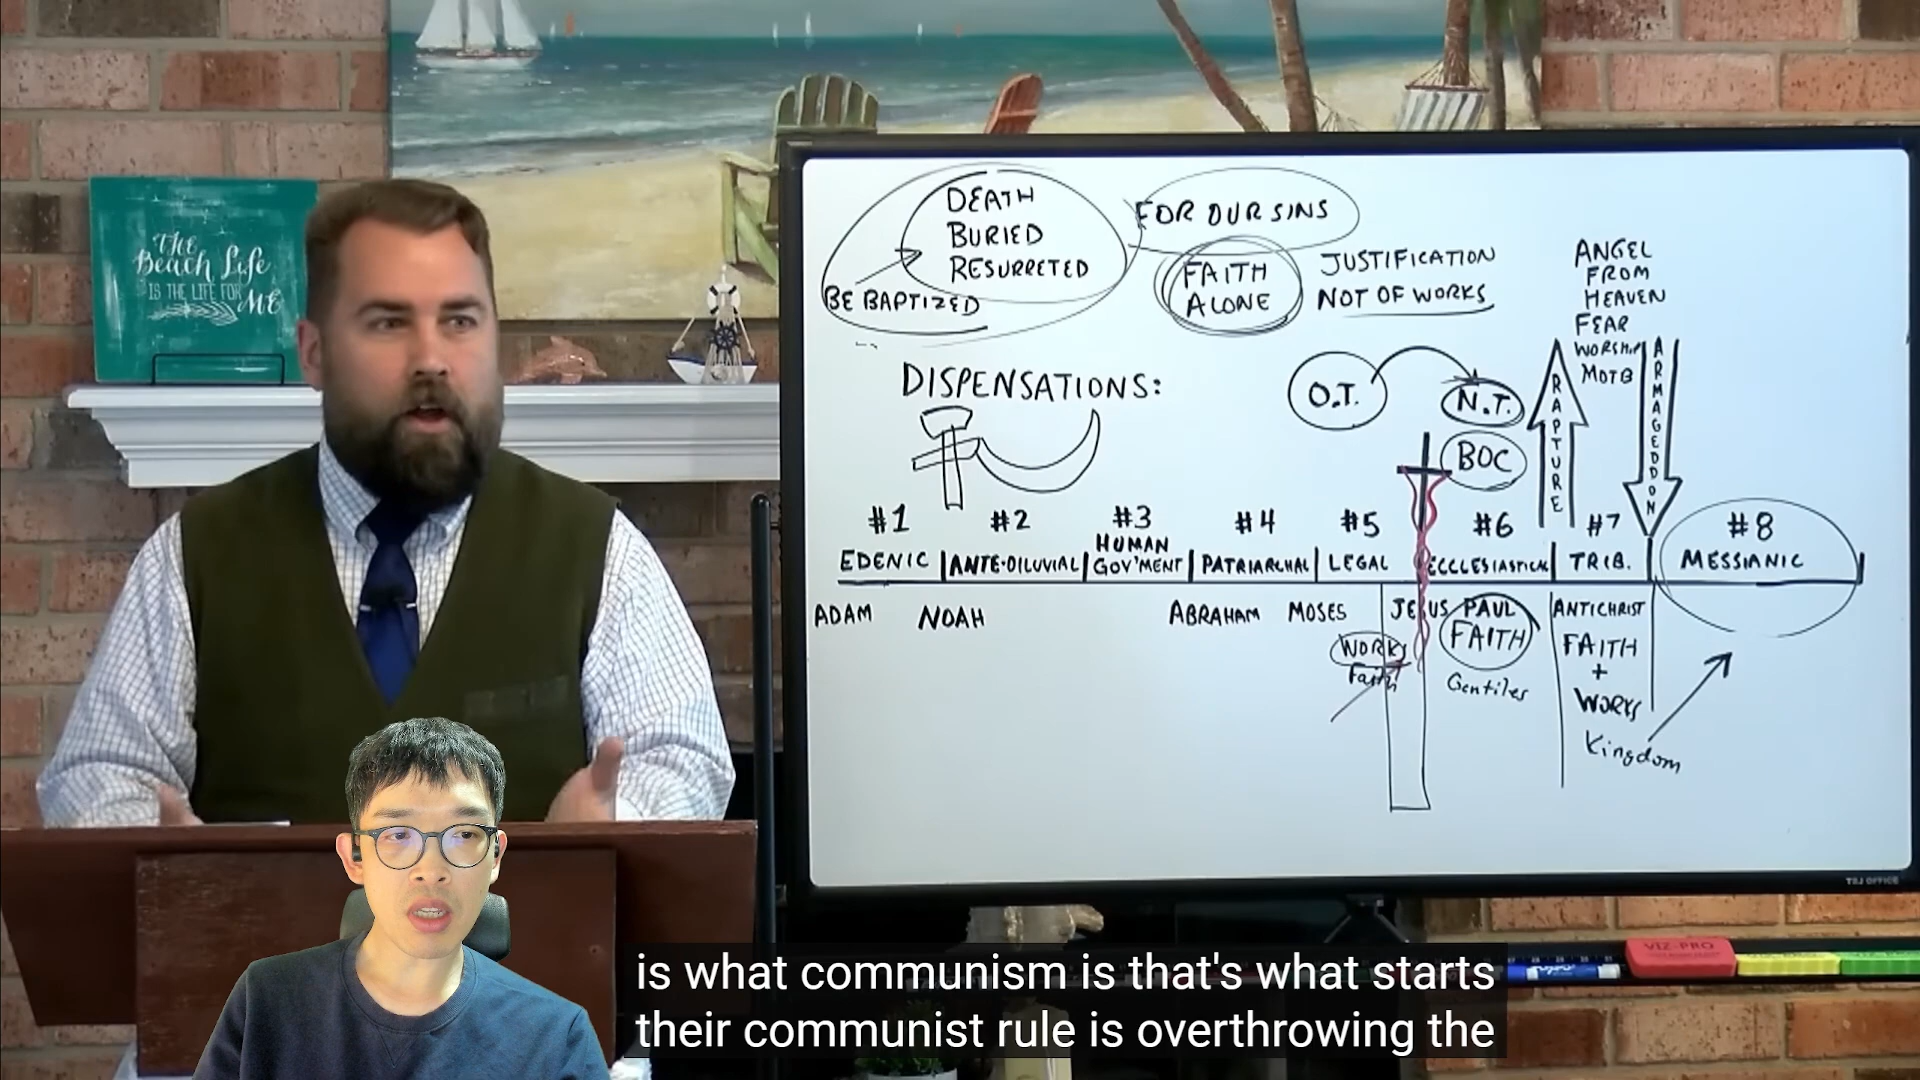 The
Beach Life
IS THE LIFE FOR
ME
DEATH
BURIED
RESURRETED
BE BAPTIZED
FOR OUR SINS
FAITH
ALONE
JUSTIFICATION
NOT OF WORKS
ANGEL
FROM
HEAVEN
FEAR
WORSHIP
MOTB
DISPENSATIONS:
O.T.
N.T.
BOC
RAPTURE
ARMAGEDDON
#1
EDENIC
#2
ANTE-DILUVIAL
#3
HUMAN
GOV'MENT
#4
PATRIARCHAL
#5
LEGAL
#6
ECCLESIASTICAL
#7
TRIB.
#8
MESSIANIC
ADAM
NOAH
ABRAHAM
MOSES
JESUS
PAUL
FAITH
Gentiles
WORKS
Faith
ANTICHRIST
FAITH
+
WORKS
Kingdom
TSJ OFFICE
VIZ-PRO
EXPO
is what communism is that's what starts
their communist rule is overthrowing the